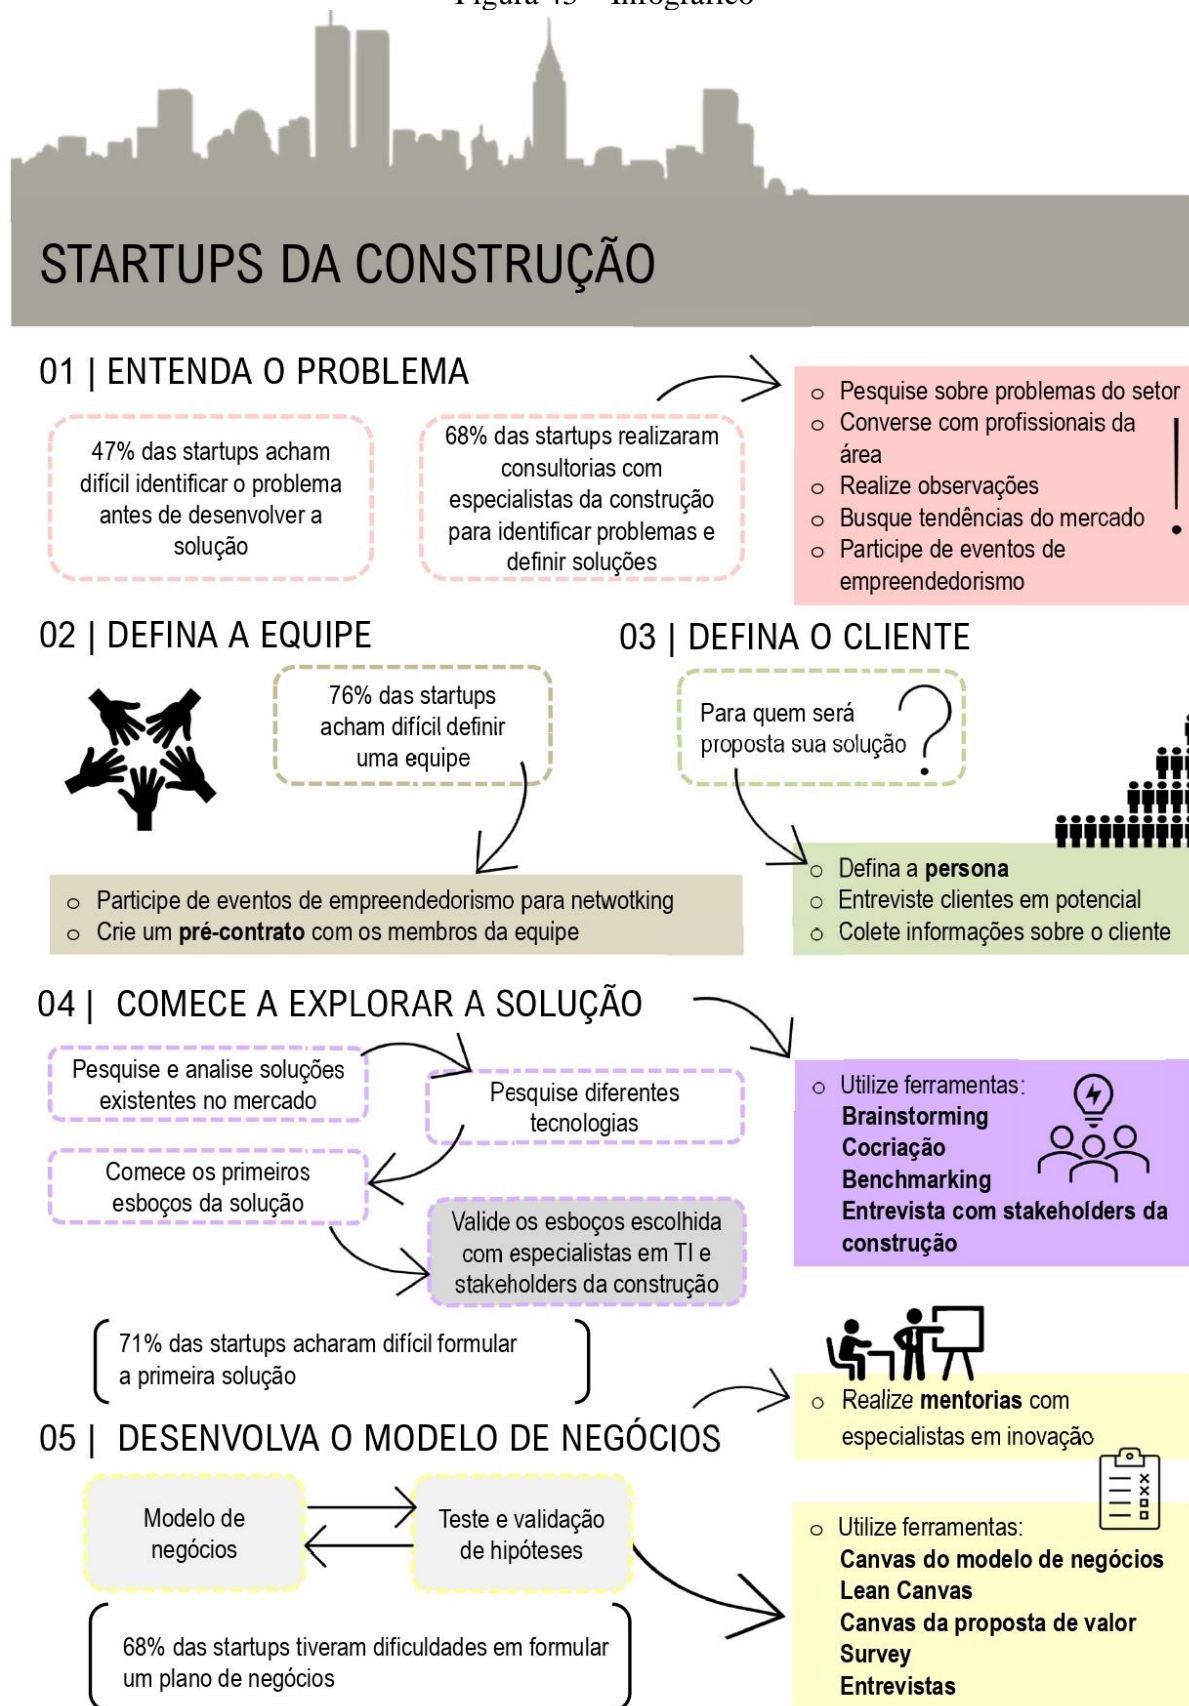 Figura 43 – Infográfico
STARTUPS DA CONSTRUÇÃO
01 | ENTENDA O PROBLEMA
47% das startups acham
difícil identificar o problema
antes de desenvolver a
solução
68% das startups realizaram
consultorias com
especialistas da construção
para identificar problemas e
definir soluções
o Pesquise sobre problemas do setor
o Converse com profissionais da
área
o Realize observações
o Busque tendências do mercado
o Participe de eventos de
empreendedorismo
!
02 | DEFINA A EQUIPE
76% das startups
acham difícil definir
uma equipe
o Participe de eventos de empreendedorismo para netwotking
o Crie um pré-contrato com os membros da equipe
03 | DEFINA O CLIENTE
Para quem será
proposta sua solução ?
o Defina a persona
o Entreviste clientes em potencial
o Colete informações sobre o cliente
04 | COMECE A EXPLORAR A SOLUÇÃO
Pesquise e analise soluções
existentes no mercado
Pesquise diferentes
tecnologias
Comece os primeiros
esboços da solução
Valide os esboços escolhida
com especialistas em TI e
stakeholders da construção
o Utilize ferramentas:
Brainstorming
Cocriação
Benchmarking
Entrevista com stakeholders da
construção
71% das startups acharam difícil formular
a primeira solução
05 | DESENVOLVA O MODELO DE NEGÓCIOS
o Realize mentorias com
especialistas em inovação
Modelo de
negócios
Teste e validação
de hipóteses
o Utilize ferramentas:
Canvas do modelo de negócios
Lean Canvas
Canvas da proposta de valor
Survey
Entrevistas
68% das startups tiveram dificuldades em formular
um plano de negócios